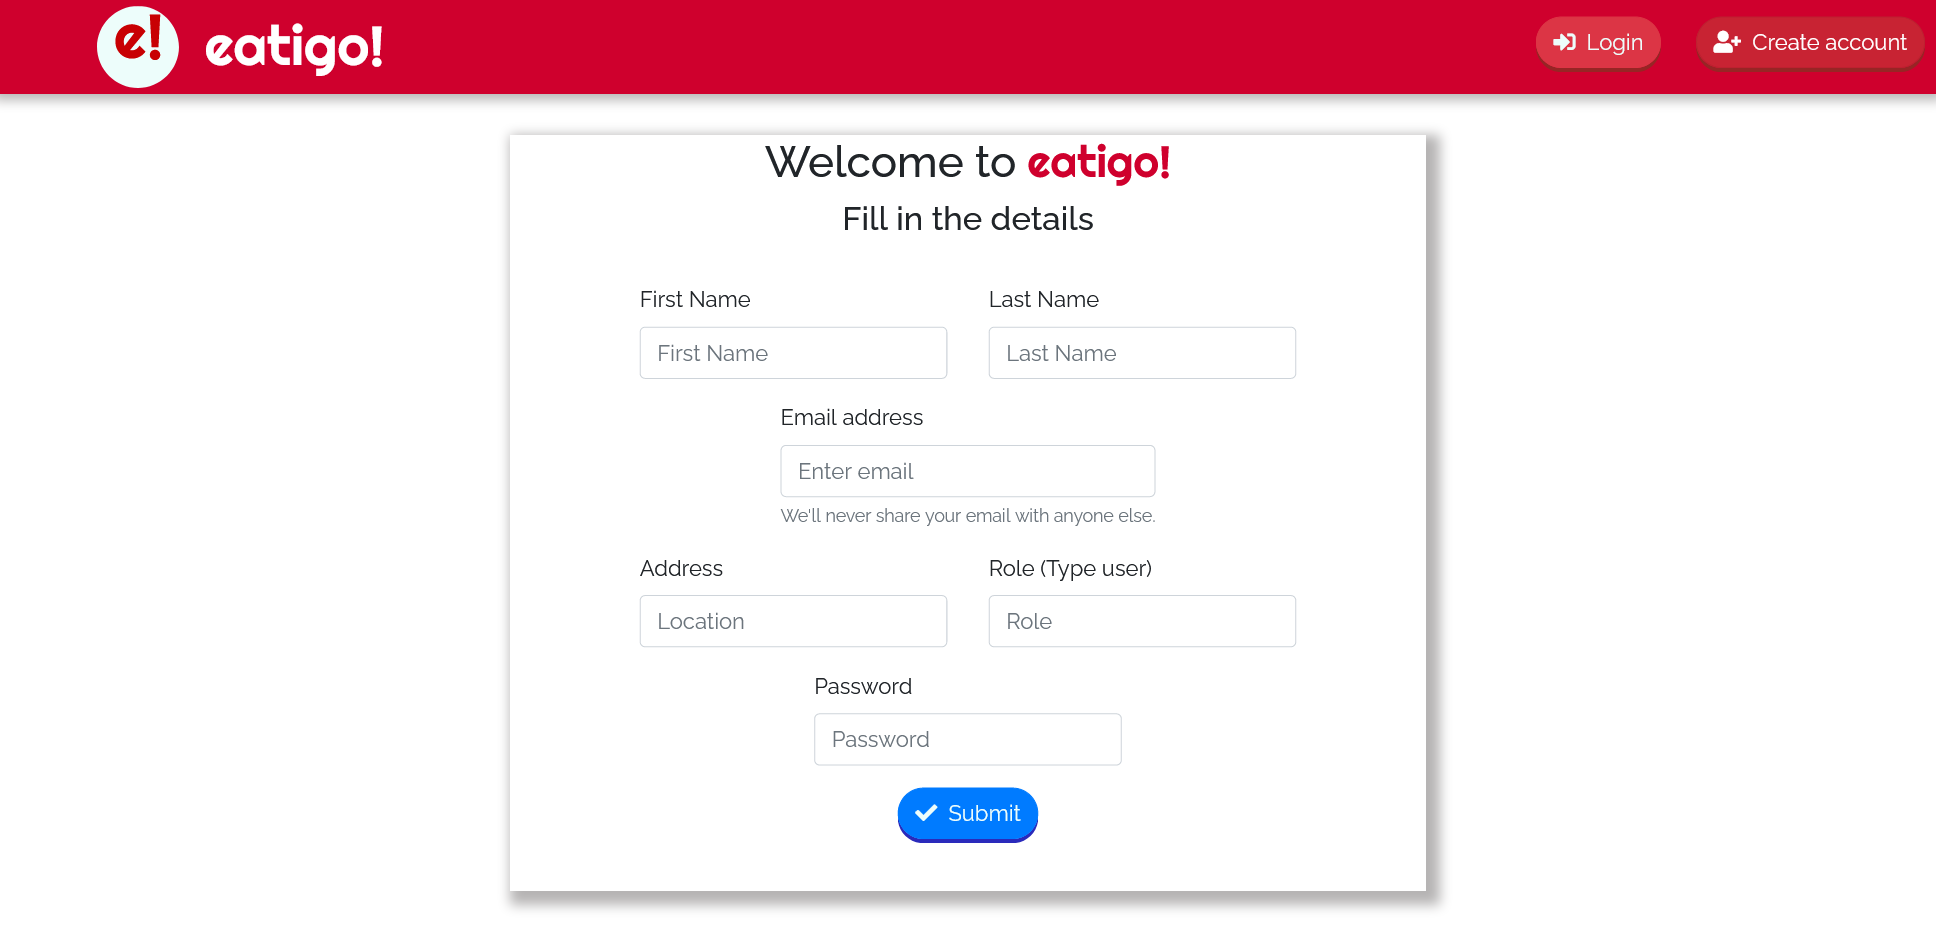 e! eatigo! Login Create account
Welcome to eatigo!
Fill in the details
First Name Last Name
First Name Last Name
Email address
Enter email
We'll never share your email with anyone else.
Address Role (Type user)
Location Role
Password
Password
Submit